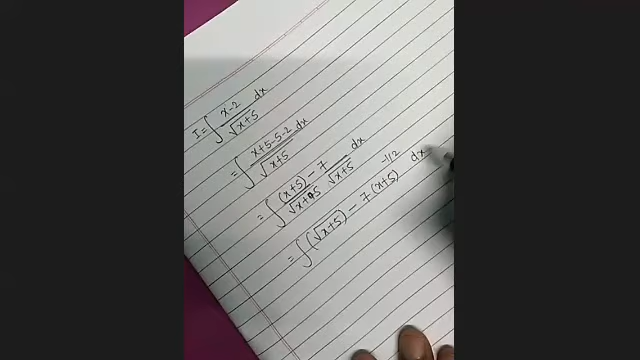 I = ∫ x-2 / √x+5 dx
= ∫ x+5-5-2 / √x+5 dx
= ∫ (x+5) / √x+5 - 7 / √x+5 dx
= ∫ (√x+5) - 7 (x+5)^-1/2 dx